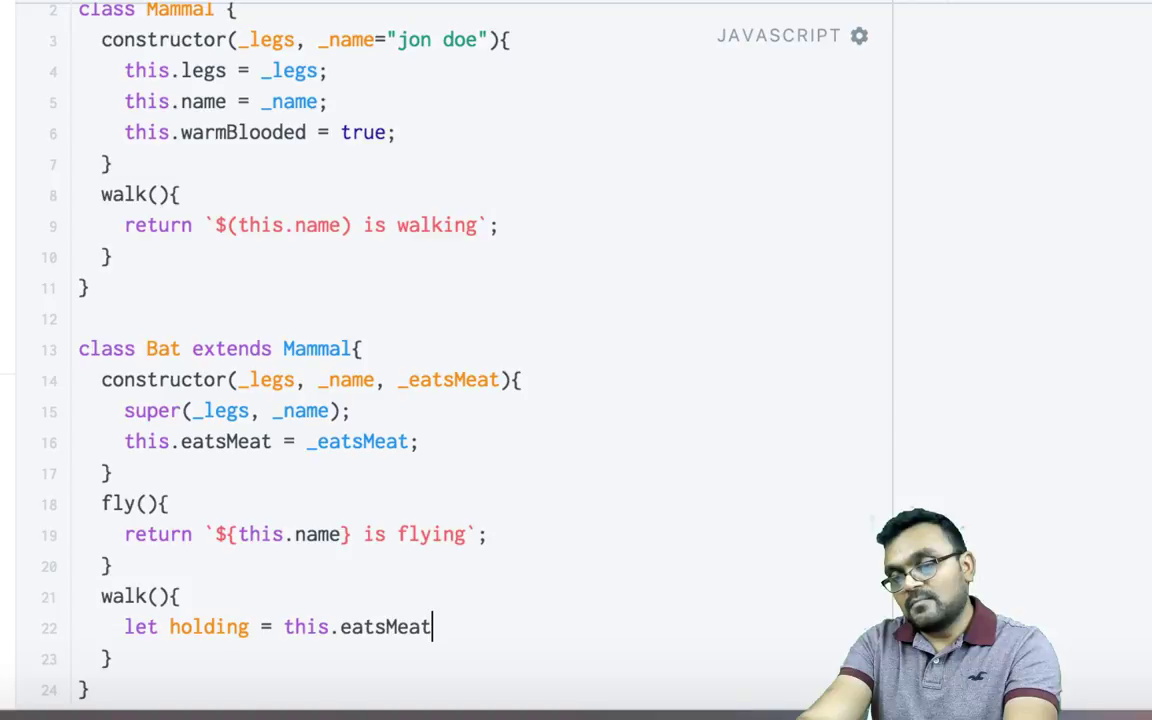 JAVASCRIPT
2 class Mammal {
3 constructor(_legs, _name="jon doe"){
4 this.legs = _legs;
5 this.name = _name;
6 this.warmBlooded = true;
7 }
8 walk(){
9 return `$(this.name) is walking`;
10 }
11 }
12
13 class Bat extends Mammal{
14 constructor(_legs, _name, _eatsMeat){
15 super(_legs, _name);
16 this.eatsMeat = _eatsMeat;
17 }
18 fly(){
19 return `${this.name} is flying`;
20 }
21 walk(){
22 let holding = this.eatsMeat
23 }
24 }